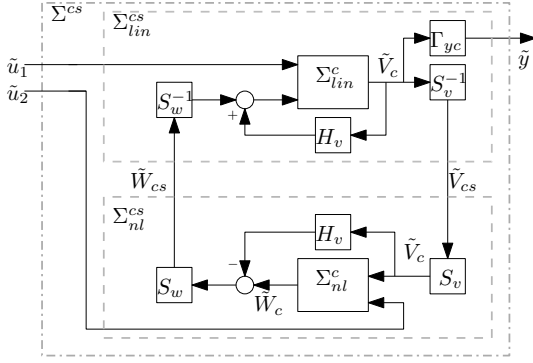 Σ^{cs}
Σ^{cs}_{lin}
Γ_{yc}
ỹ
ũ_1
ũ_2
Σ^c_{lin}
Ṽ_c
S_v^{-1}
S_w^{-1}
+
H_v
W̃_{cs}
Ṽ_{cs}
Σ^{cs}_{nl}
H_v
Ṽ_c
−
Σ^c_{nl}
S_v
S_w
W̃_c